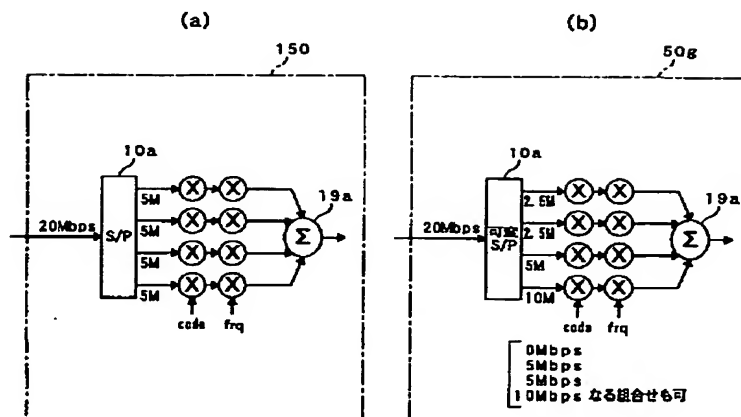 (a)
150
10a
20Mbps
S/P
5M
5M
5M
5M
19a
Σ
code
frq
(b)
50g
10a
20Mbps
可変
S/P
2.5M
2.5M
5M
10M
19a
Σ
code
frq
0Mbps
5Mbps
5Mbps
10Mbps なる組合せも可